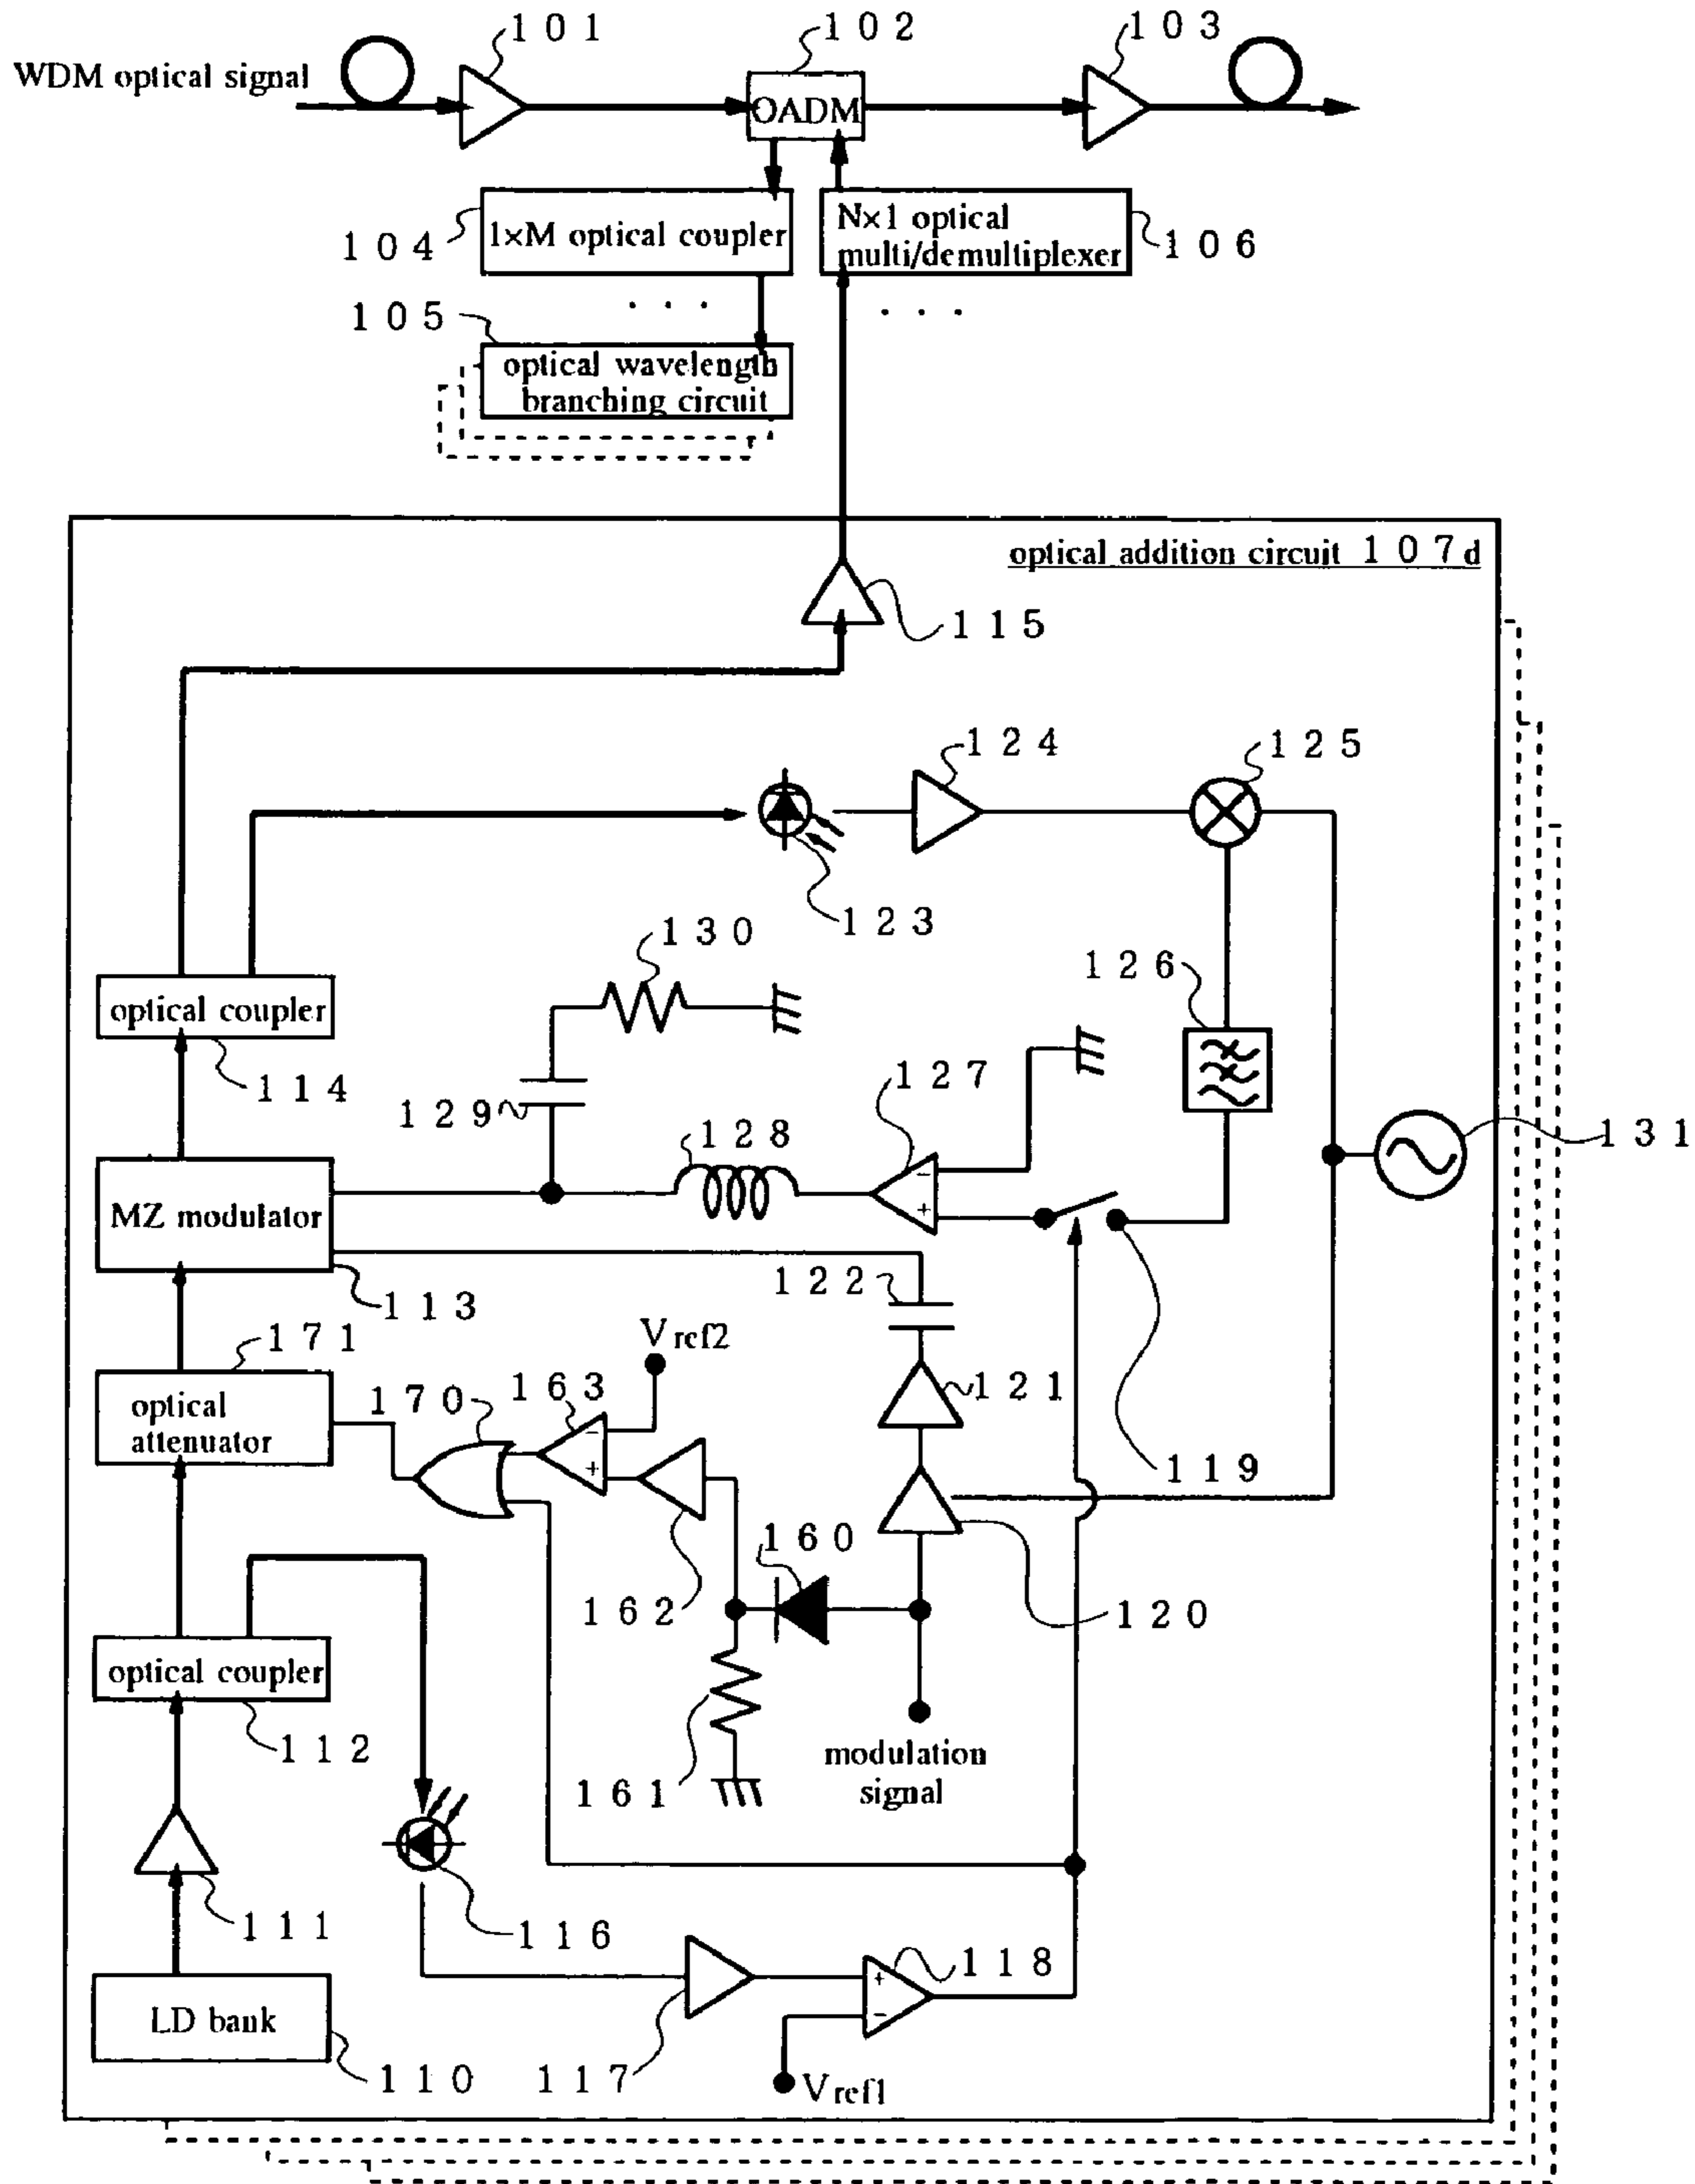 101
102
103
WDM optical signal
OADM
1×M optical coupler
104
N×1 optical
multi/demultiplexer
106
105
optical wavelength
branching circuit
optical addition circuit 107d
115
124
125
123
130
126
optical coupler
114
129
128
127
-
+
131
MZ modulator
113
122
171
Vref2
optical
attenuator
170
163
-
+
121
119
160
162
120
optical coupler
112
161
modulation
signal
111
116
118
+
-
LD bank
110
117
Vref1